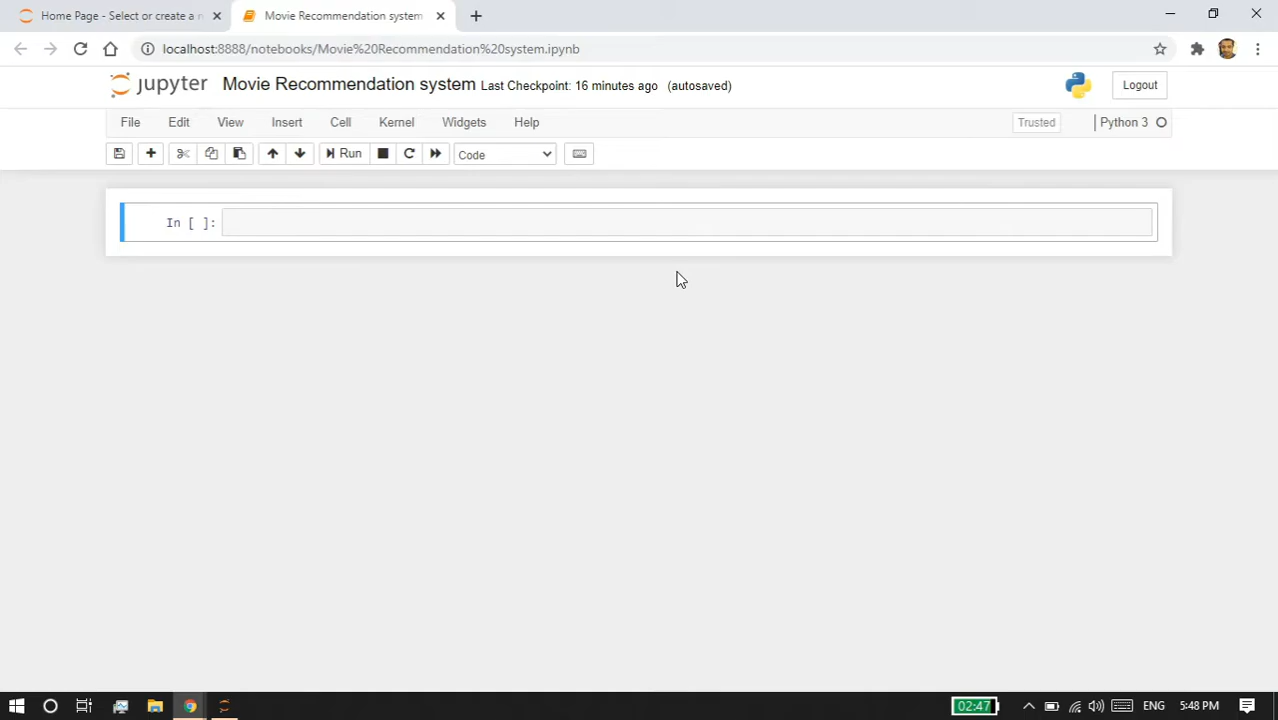 Home Page - Select or create a n
Movie Recommendation system
localhost:8888/notebooks/Movie%20Recommendation%20system.ipynb
jupyter Movie Recommendation system Last Checkpoint: 16 minutes ago (autosaved) Logout
File Edit View Insert Cell Kernel Widgets Help Trusted Python 3
Run Code
In [ ]:
02:47 ENG 5:48 PM